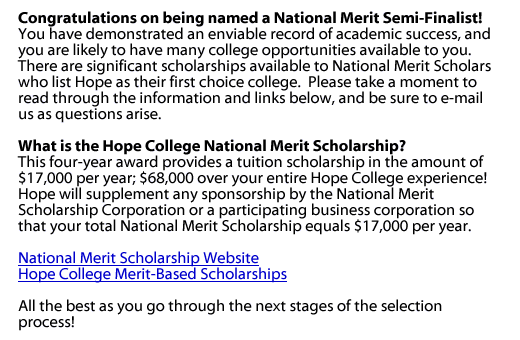 Congratulations on being named a National Merit Semi-Finalist!
You have demonstrated an enviable record of academic success, and
you are likely to have many college opportunities available to you.
There are significant scholarships available to National Merit Scholars
who list Hope as their first choice college.  Please take a moment to
read through the information and links below, and be sure to e-mail
us as questions arise.
What is the Hope College National Merit Scholarship?
This four-year award provides a tuition scholarship in the amount of
$17,000 per year; $68,000 over your entire Hope College experience!
Hope will supplement any sponsorship by the National Merit
Scholarship Corporation or a participating business corporation so
that your total National Merit Scholarship equals $17,000 per year.
National Merit Scholarship Website
Hope College Merit-Based Scholarships
All the best as you go through the next stages of the selection
process!